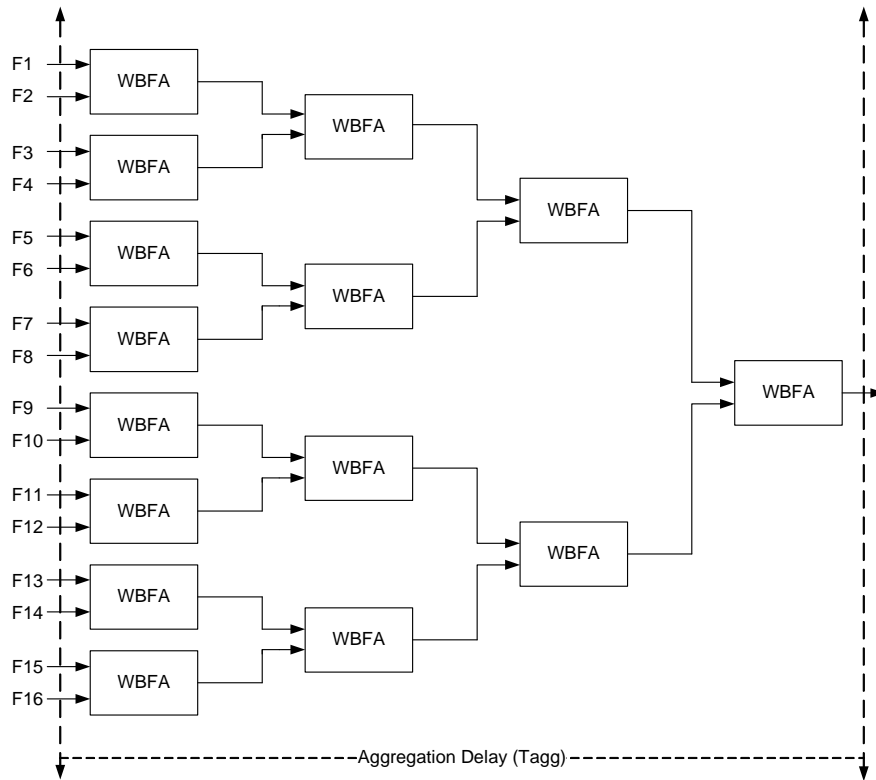 F1
F2
WBFA
WBFA
F3
F4
WBFA
WBFA
F5
F6
WBFA
WBFA
F7
F8
WBFA
WBFA
F9
F10
WBFA
WBFA
F11
F12
WBFA
WBFA
F13
F14
WBFA
WBFA
F15
F16
WBFA
Aggregation Delay (Tagg)